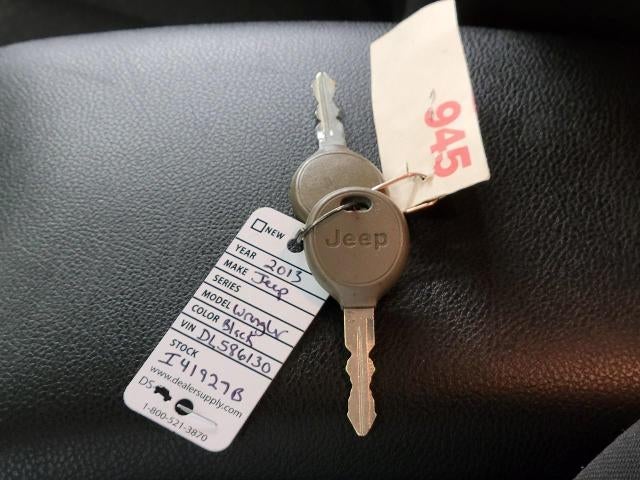 945
Jeep
NEW
YEAR 2013
MAKE Jeep
SERIES
MODEL Wrangler
COLOR Black
VIN DL586130
STOCK
I41927B
www.dealersupply.com
DS
1-800-521-3870